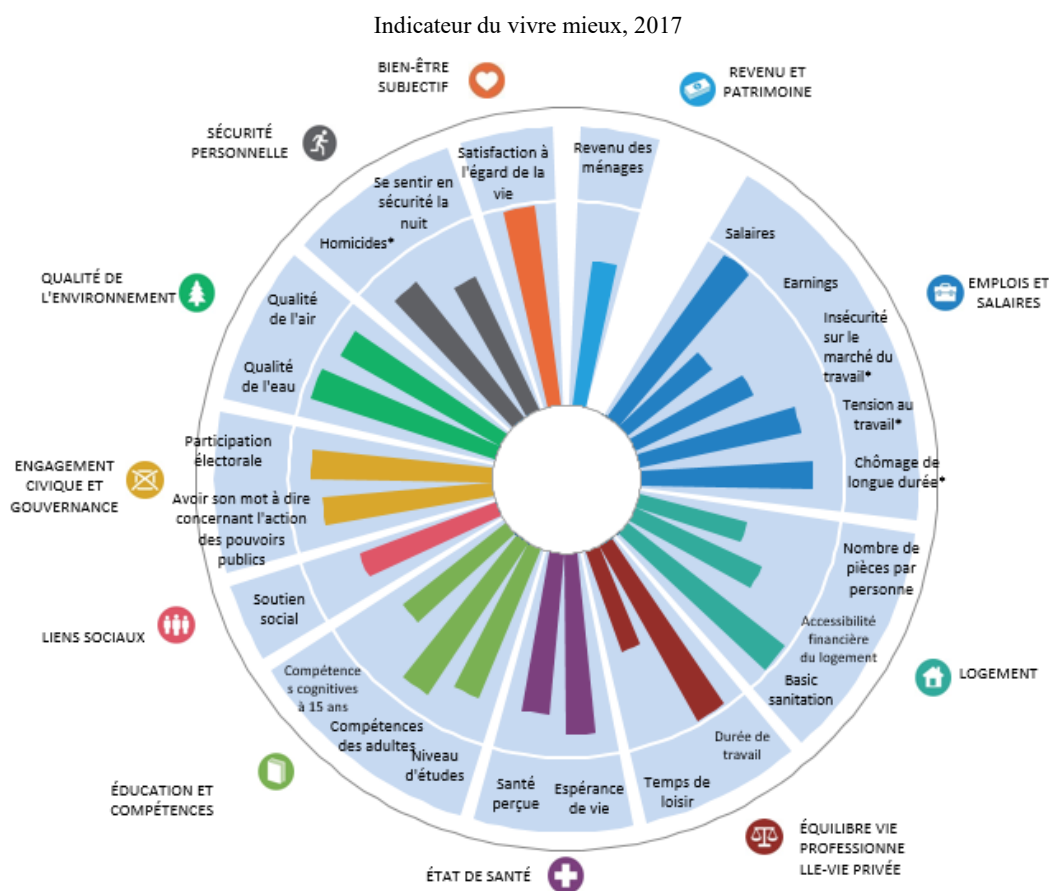 Indicateur du vivre mieux, 2017
BIEN-ÊTRE
SUBJECTIF
REVENU ET
PATRIMOINE
SÉCURITÉ
PERSONNELLE
Satisfaction à
l'égard de la
vie
Revenu des
ménages
Se sentir en
sécurité la
nuit
Homicides*
Salaires
Earnings
Insécurité
sur le
marché du
travail*
Tension au
travail*
Chômage de
longue durée*
EMPLOIS ET
SALAIRES
QUALITÉ DE
L'ENVIRONNEMENT
Qualité
de l'air
Qualité
de l'eau
ENGAGEMENT
CIVIQUE ET
GOUVERNANCE
Participation
électorale
Avoir son mot à dire
concernant l'action
des pouvoirs
publics
Nombre de
pièces par
personne
Accessibilité
financière
du logement
Basic
sanitation
LOGEMENT
LIENS SOCIAUX
Soutien
social
Compétence
s cognitives
à 15 ans
Compétences
des adultes
Niveau
d'études
ÉDUCATION ET
COMPÉTENCES
Santé
perçue
Espérance
de vie
ÉTAT DE SANTÉ
Durée de
travail
Temps de
loisir
ÉQUILIBRE VIE
PROFESSIONNE
LLE-VIE PRIVÉE